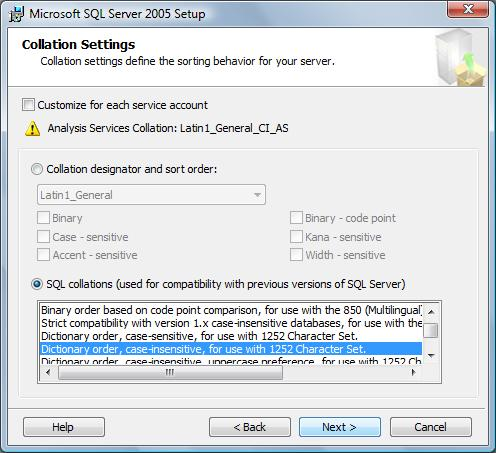 Microsoft SQL Server 2005 Setup
Collation Settings
Collation settings define the sorting behavior for your server.
Customize for each service account
Analysis Services Collation: Latin1_General_CI_AS
Collation designator and sort order:
Latin1_General
Binary
Binary - code point
Case - sensitive
Kana - sensitive
Accent - sensitive
Width - sensitive
SQL collations (used for compatibility with previous versions of SQL Server)
Binary order based on code point comparison, for use with the 850 (Multilingual)
Strict compatibility with version 1.x case-insensitive databases, for use with the
Dictionary order, case-sensitive, for use with 1252 Character Set.
Dictionary order, case-insensitive, for use with 1252 Character Set.
Dictionary order, case-insensitive, uppercase preference, for use with 1252 Char
Help
< Back
Next >
Cancel